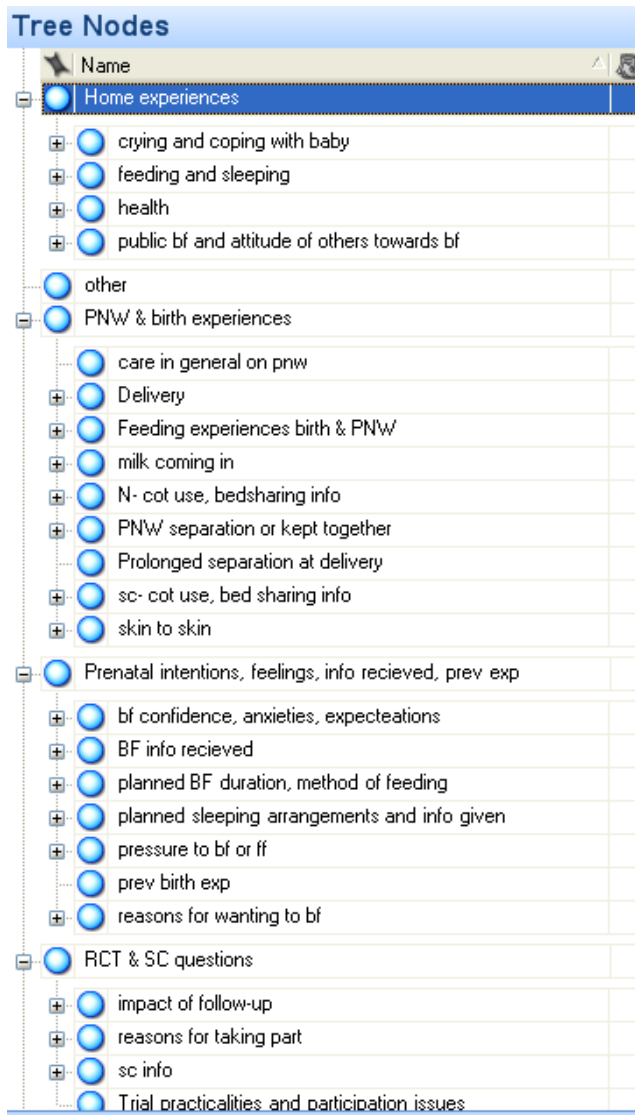 Tree Nodes
Name
Home experiences
crying and coping with baby
feeding and sleeping
health
public bf and attitude of others towards bf
other
PNW & birth experiences
care in general on pnw
Delivery
Feeding experiences birth & PNW
milk coming in
N- cot use, bedsharing info
PNW separation or kept together
Prolonged separation at delivery
sc- cot use, bed sharing info
skin to skin
Prenatal intentions, feelings, info recieved, prev exp
bf confidence, anxieties, expecteations
BF info recieved
planned BF duration, method of feeding
planned sleeping arrangements and info given
pressure to bf or ff
prev birth exp
reasons for wanting to bf
RCT & SC questions
impact of follow-up
reasons for taking part
sc info
Trial practicalities and participation issues